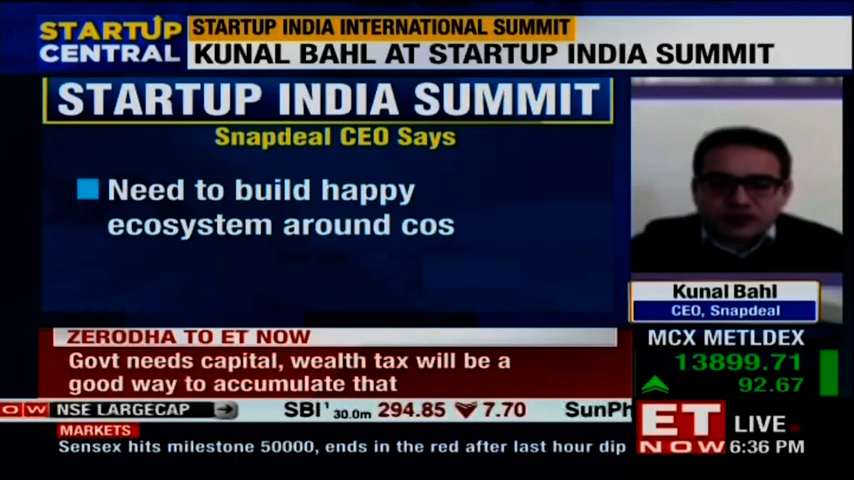 STARTUP
CENTRAL
STARTUP INDIA INTERNATIONAL SUMMIT
KUNAL BAHL AT STARTUP INDIA SUMMIT
STARTUP INDIA SUMMIT
Snapdeal CEO Says
Need to build happy
ecosystem around cos
Kunal Bahl
CEO, Snapdeal
ZERODHA TO ET NOW
Govt needs capital, wealth tax will be a
good way to accumulate that
MCX METLDEX
13899.71
92.67
OW NSE LARGECAP SBI¹ 30.0m 294.85 7.70 SunPh
MARKETS
Sensex hits milestone 50000, ends in the red after last hour dip
ET
NOW
LIVE
6:36 PM